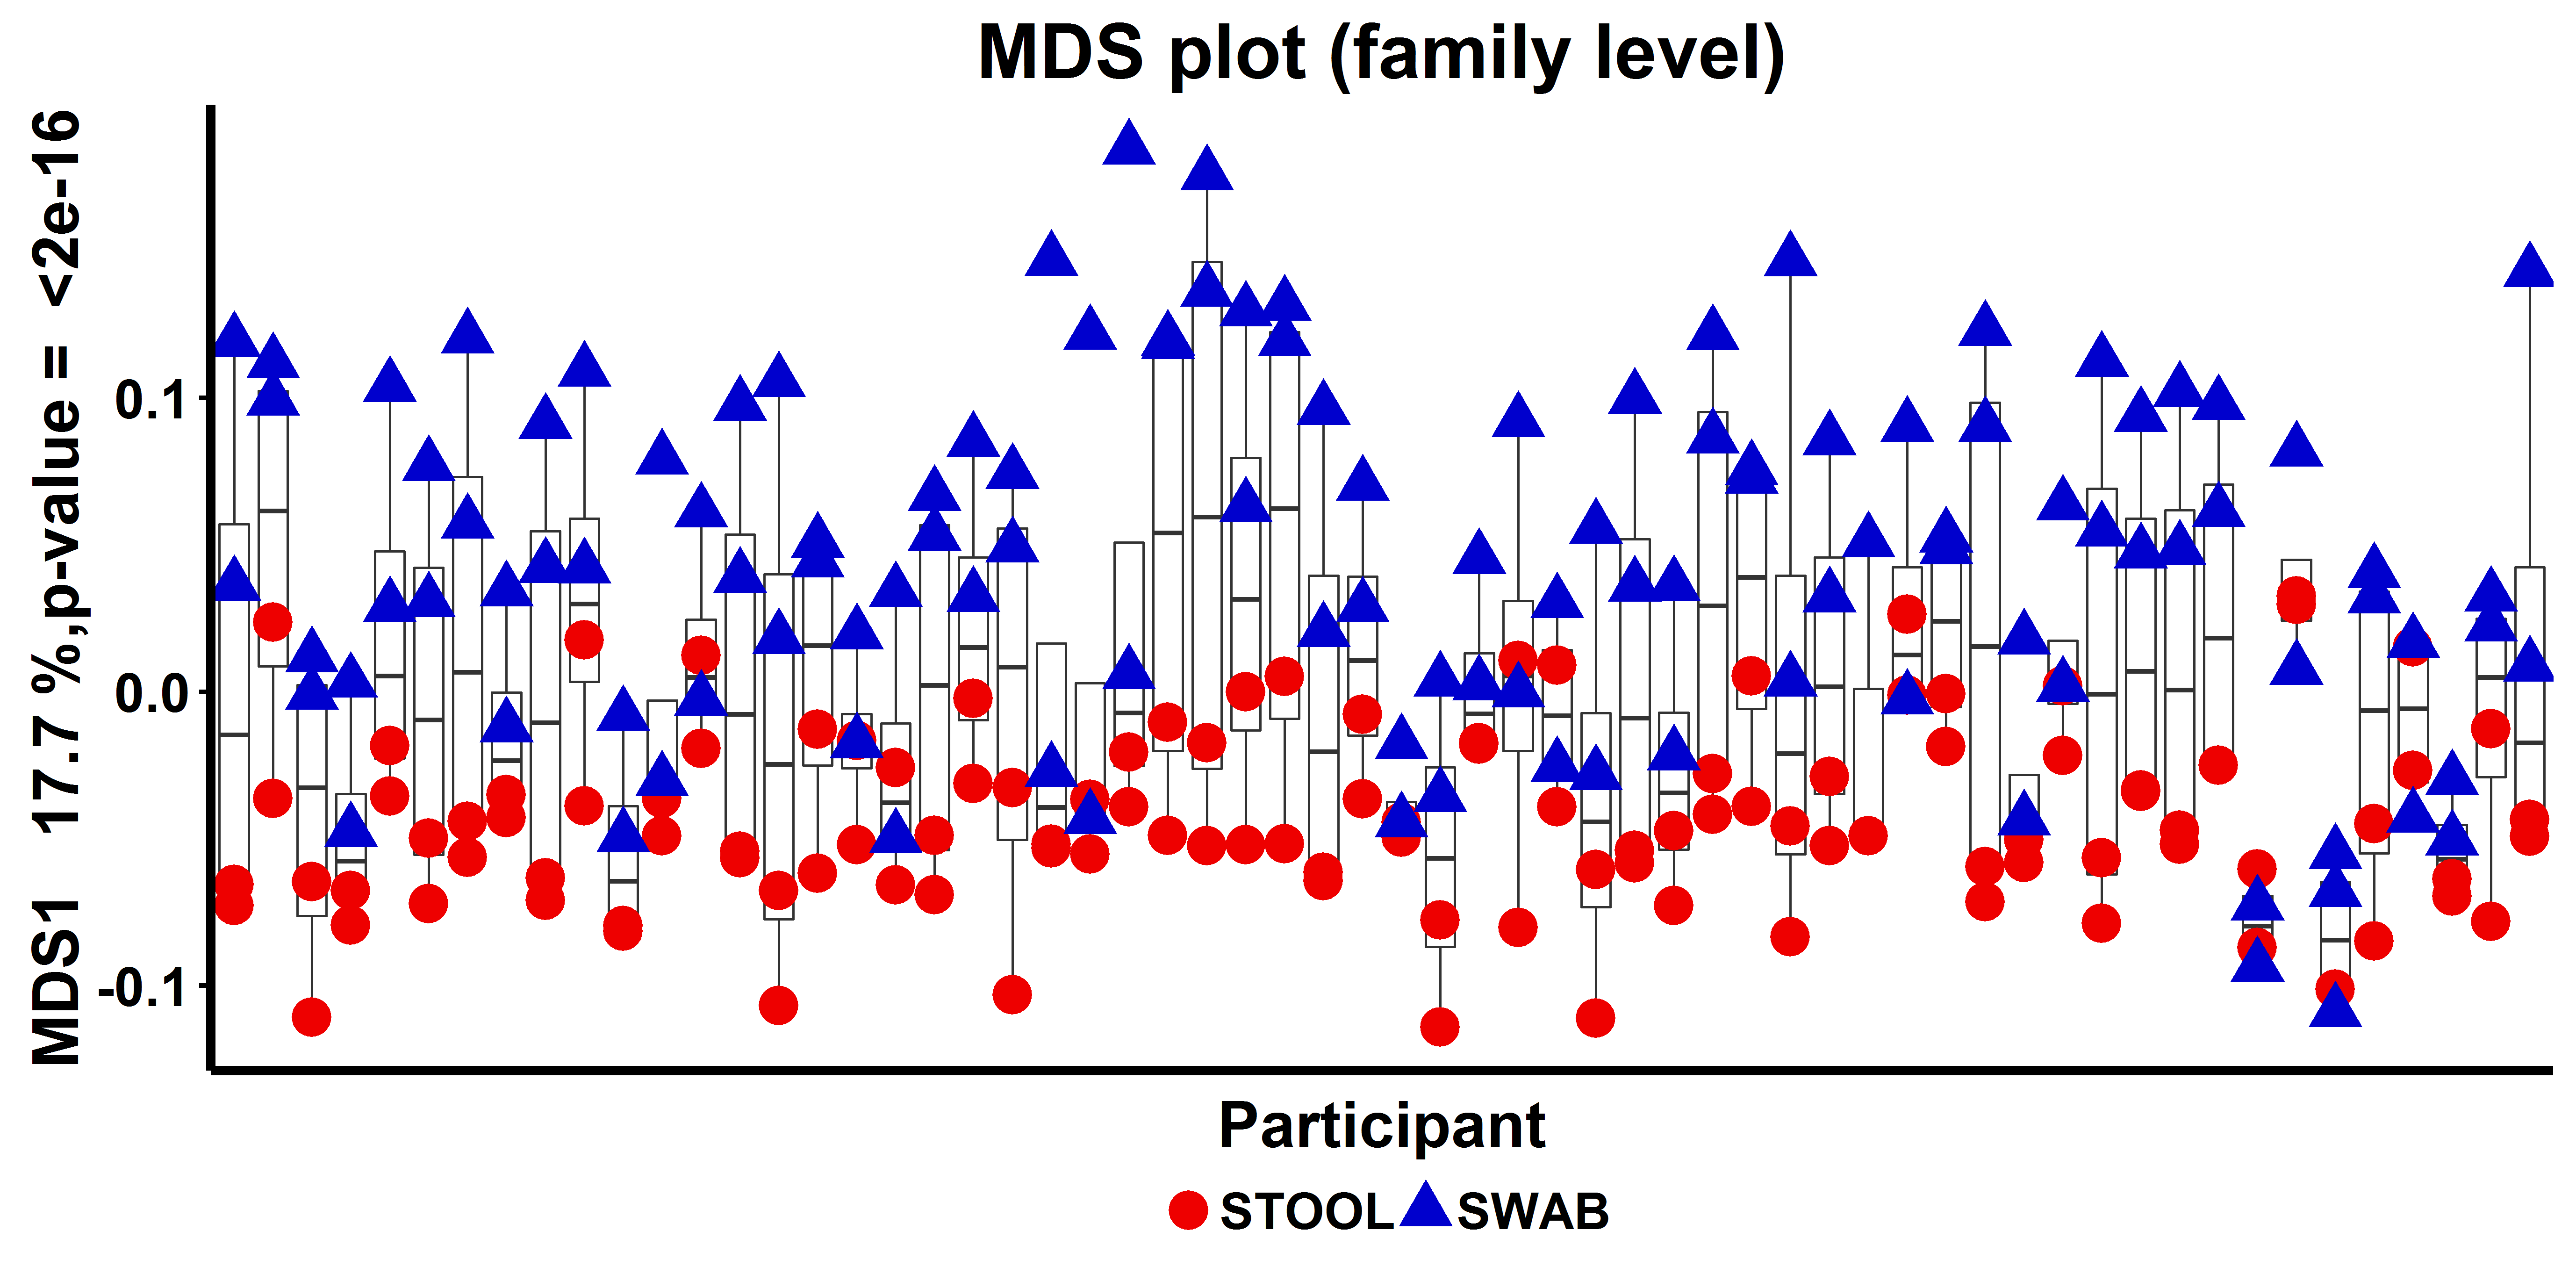 MDS plot (family level)
MDS1 17.7 %,p-value = <2e-16
0.1
0.0
-0.1
Participant
STOOL SWAB